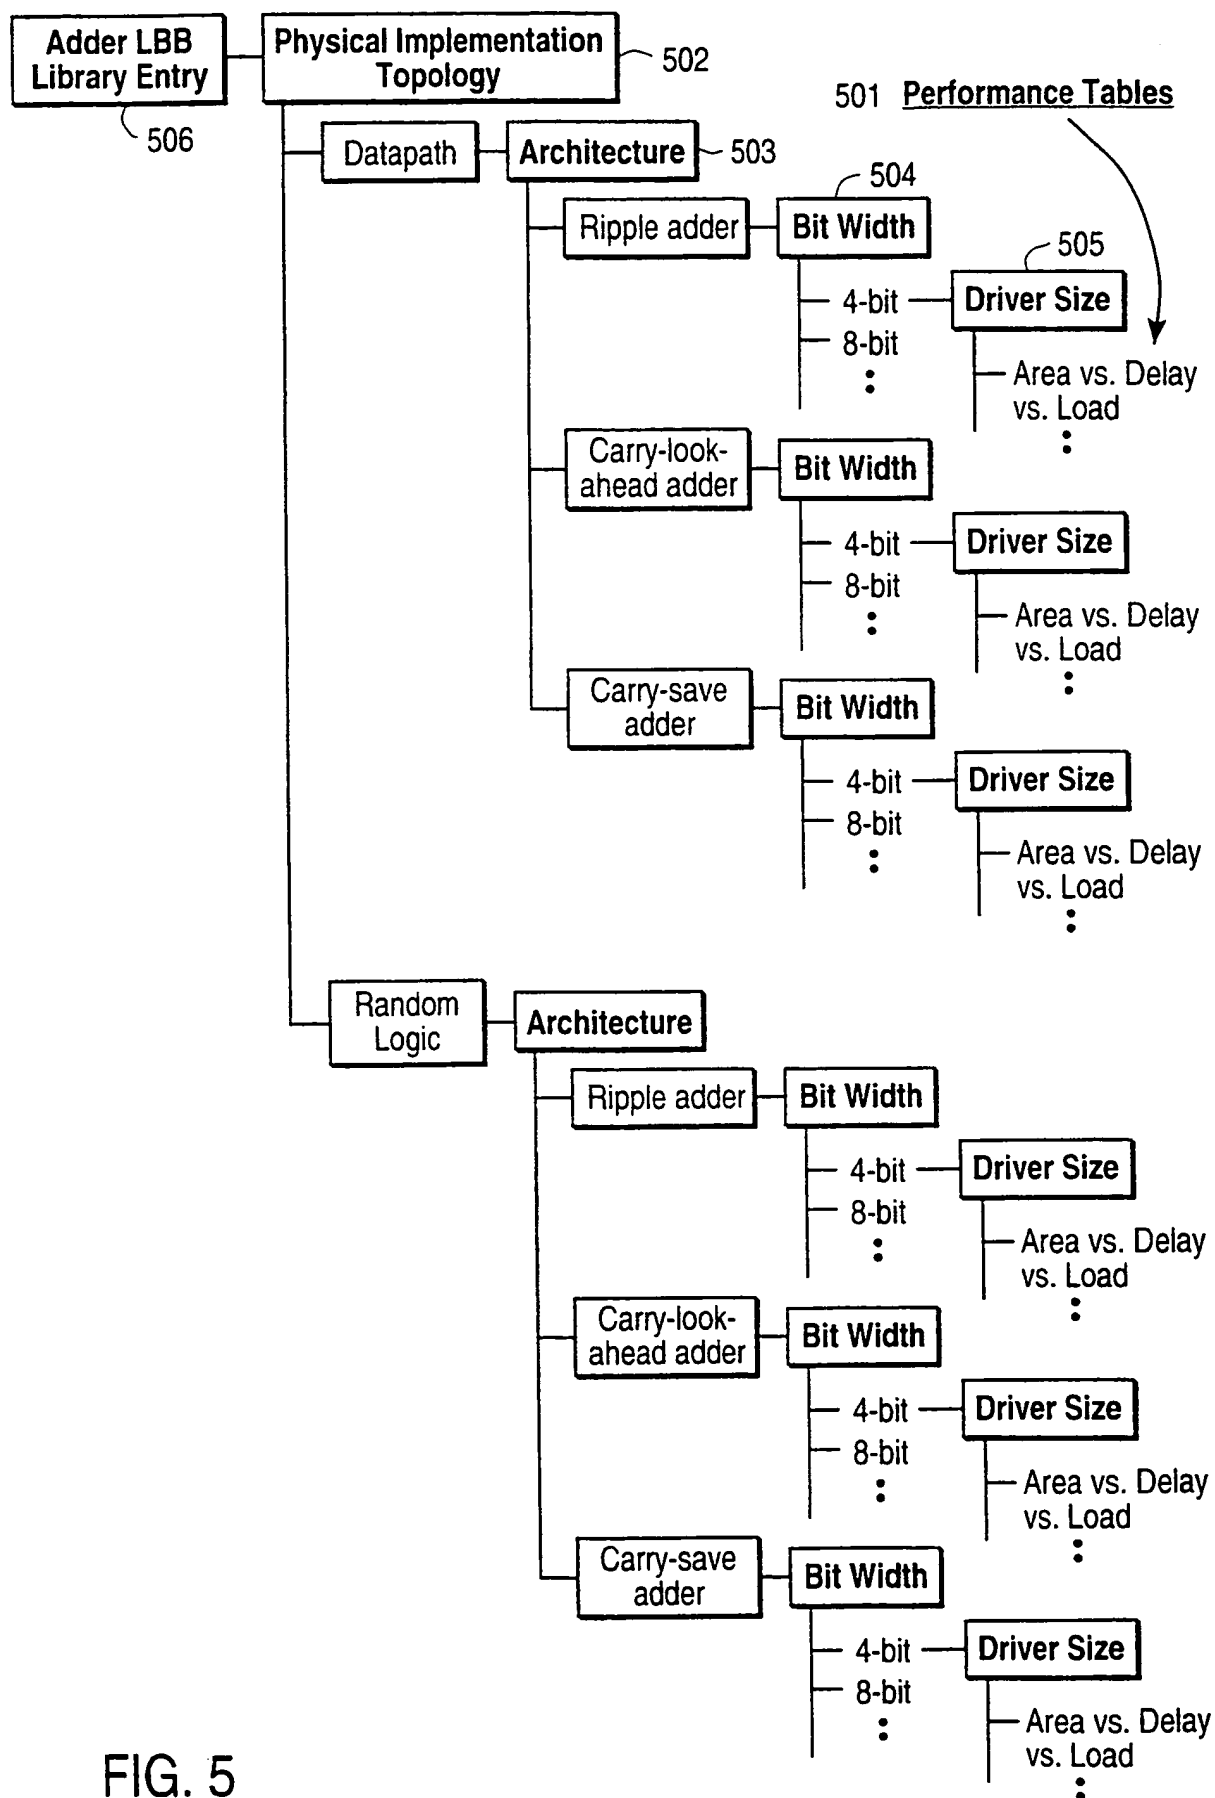 Adder LBB
Library Entry
506
Physical Implementation
Topology
502
501 Performance Tables
Datapath
Architecture
503
Ripple adder
504
Bit Width
4-bit
8-bit
505
Driver Size
Area vs. Delay
vs. Load
Carry-look-
ahead adder
Bit Width
4-bit
8-bit
Driver Size
Area vs. Delay
vs. Load
Carry-save
adder
Bit Width
4-bit
8-bit
Driver Size
Area vs. Delay
vs. Load
Random
Logic
Architecture
Ripple adder
Bit Width
4-bit
8-bit
Driver Size
Area vs. Delay
vs. Load
Carry-look-
ahead adder
Bit Width
4-bit
8-bit
Driver Size
Area vs. Delay
vs. Load
Carry-save
adder
Bit Width
4-bit
8-bit
Driver Size
Area vs. Delay
vs. Load
FIG. 5